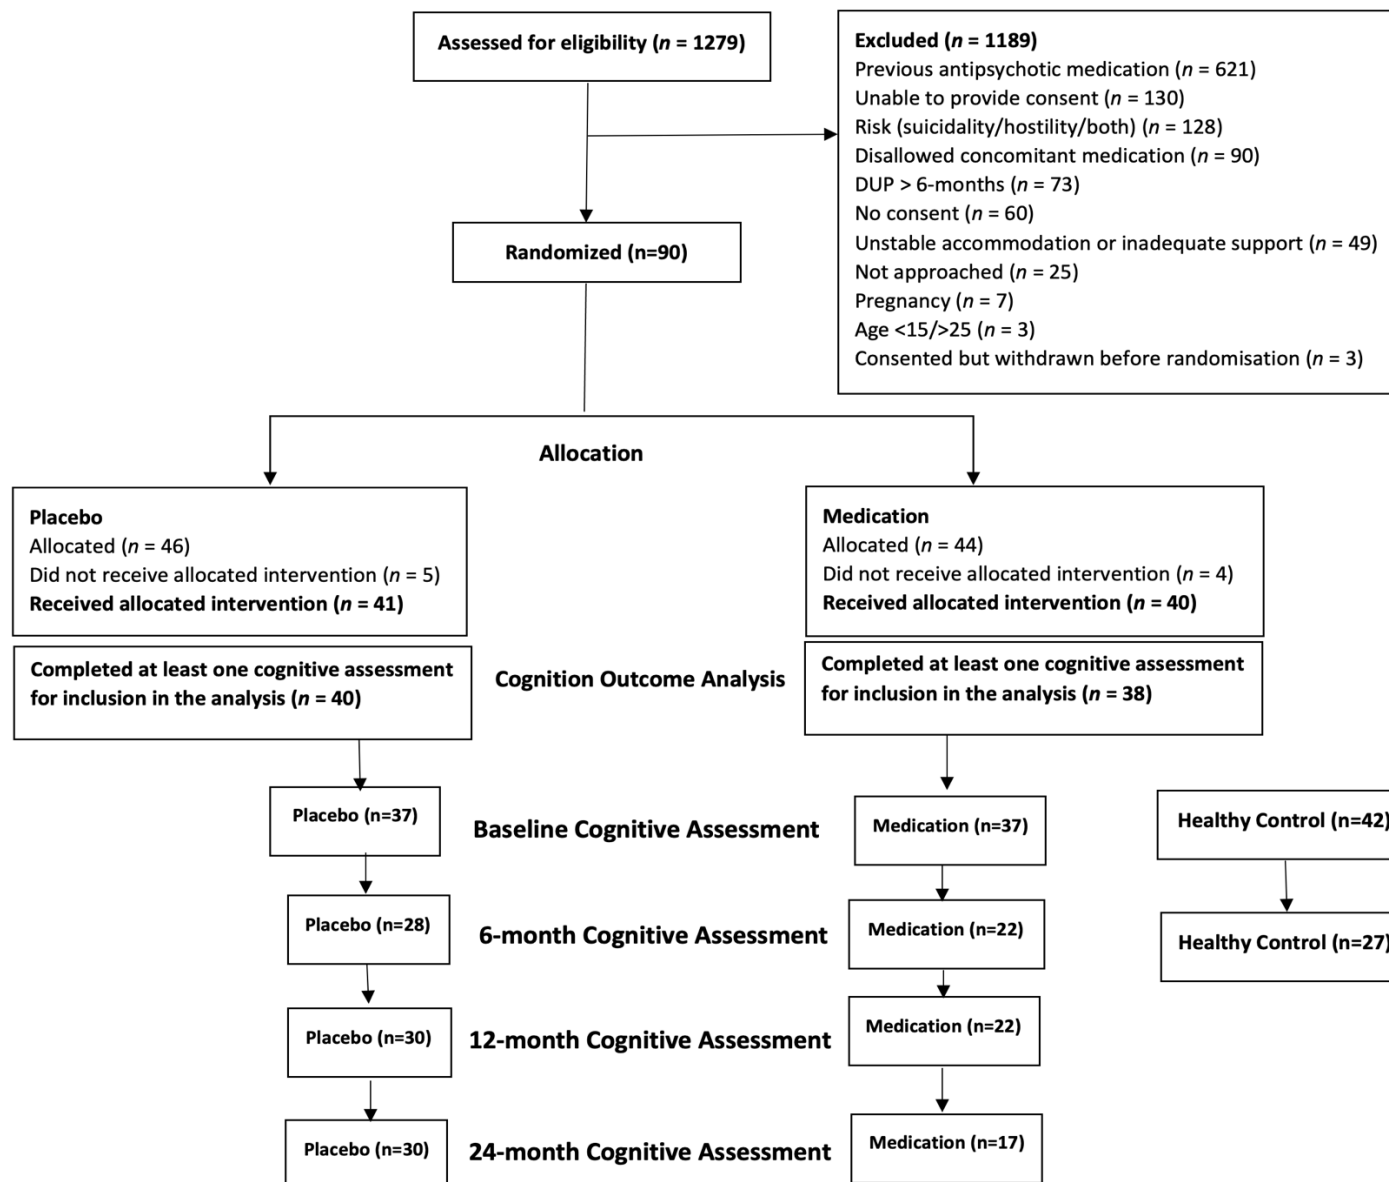 Assessed for eligibility (n = 1279)
Excluded (n = 1189)
Previous antipsychotic medication (n = 621)
Unable to provide consent (n = 130)
Risk (suicidality/hostility/both) (n = 128)
Disallowed concomitant medication (n = 90)
DUP > 6-months (n = 73)
No consent (n = 60)
Unstable accommodation or inadequate support (n = 49)
Not approached (n = 25)
Pregnancy (n = 7)
Age <15/>25 (n = 3)
Consented but withdrawn before randomisation (n = 3)
Randomized (n=90)
Allocation
Placebo
Allocated (n = 46)
Did not receive allocated intervention (n = 5)
Received allocated intervention (n = 41)
Medication
Allocated (n = 44)
Did not receive allocated intervention (n = 4)
Received allocated intervention (n = 40)
Completed at least one cognitive assessment
for inclusion in the analysis (n = 40)
Cognition Outcome Analysis
Completed at least one cognitive assessment
for inclusion in the analysis (n = 38)
Placebo (n=37)
Baseline Cognitive Assessment
Medication (n=37)
Healthy Control (n=42)
Placebo (n=28)
6-month Cognitive Assessment
Medication (n=22)
Healthy Control (n=27)
Placebo (n=30)
12-month Cognitive Assessment
Medication (n=22)
Placebo (n=30)
24-month Cognitive Assessment
Medication (n=17)